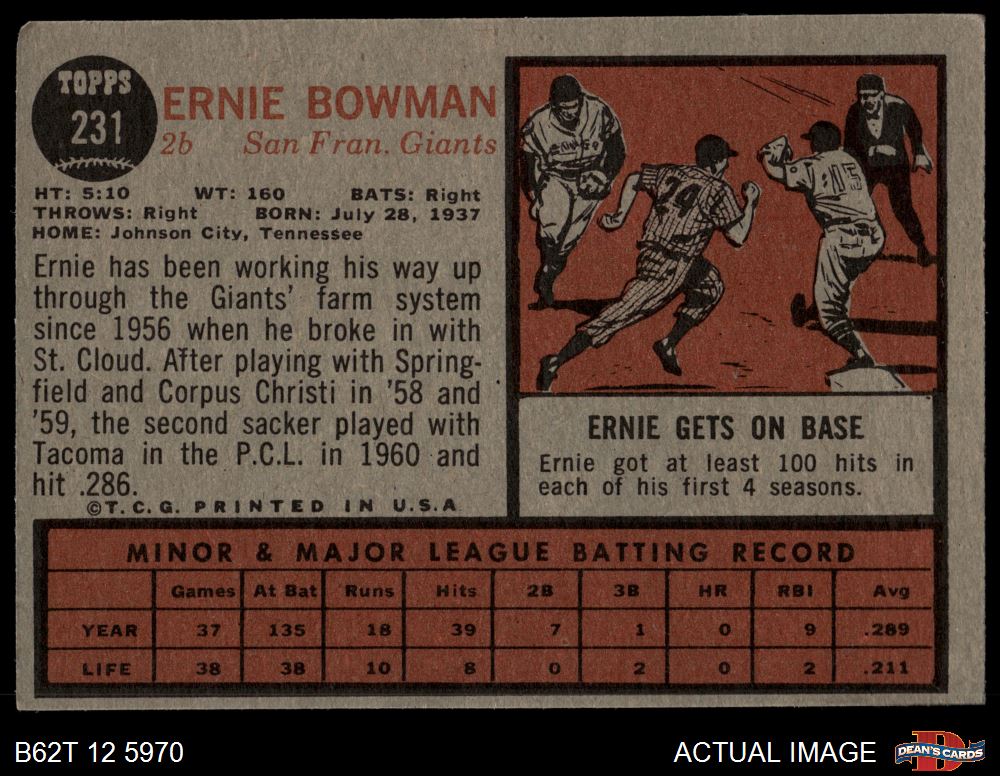 TOPPS
231
ERNIE BOWMAN
2b San Fran. Giants
HT: 5:10 WT: 160 BATS: Right
THROWS: Right BORN: July 28, 1937
HOME: Johnson City, Tennessee
Ernie has been working his way up
through the Giants' farm system
since 1956 when he broke in with
St. Cloud. After playing with Spring-
field and Corpus Christi in '58 and
'59, the second sacker played with
Tacoma in the P.C.L. in 1960 and
hit .286.
©T.C.G. PRINTED IN U.S.A
24
15
ERNIE GETS ON BASE
Ernie got at least 100 hits in
each of his first 4 seasons.
MINOR & MAJOR LEAGUE BATTING RECORD
Games At Bat Runs Hits 2B 3B HR RBI Avg
YEAR 37 135 18 39 7 1 0 9 .289
LIFE 38 38 10 8 0 2 0 2 .211
B62T 12 5970
ACTUAL IMAGE
DEAN'S CARDS